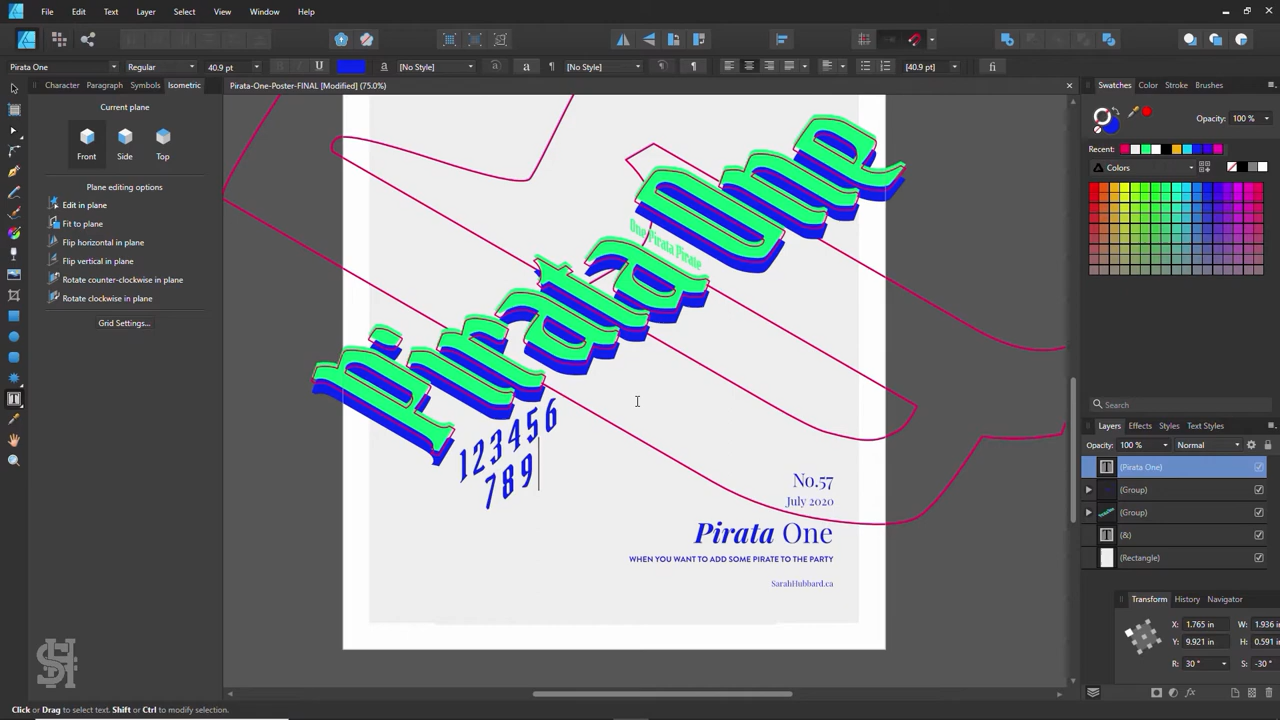 File Edit Text Layer Select View Window Help
Pirata One Regular 40.9 pt B I U a [No Style] a a ¶ [No Style] ¶ ¶ [40.9 pt] fi
Character Paragraph Styles Isometric
Pirata-One-Poster-FINAL [Modified] (75.0%)
Current plane
Front Side Top
Plane editing options
Edit in plane
Fit to plane
Flip horizontal in plane
Flip vertical in plane
Rotate counter-clockwise in plane
Rotate clockwise in plane
Grid Settings...
Pirata One
One Pirata Pirate
123456
789
No.57
July 2020
Pirata One
WHEN YOU WANT TO ADD SOME PIRATE TO THE PARTY
SarahHubbard.ca
Swatches Color Stroke Brushes
Opacity: 100 %
Recent:
Colors
Search
Layers Effects Styles Text Styles
Opacity: 100 % Normal
(Pirata One)
(Group)
(Group)
(&)
(Rectangle)
Transform History Navigator
X: 1.765 in W: 1.936 in
Y: 9.921 in H: 0.591 in
R: 30 ° S: -30 °
SH
Click or Drag to select text. Shift or Ctrl to modify selection.